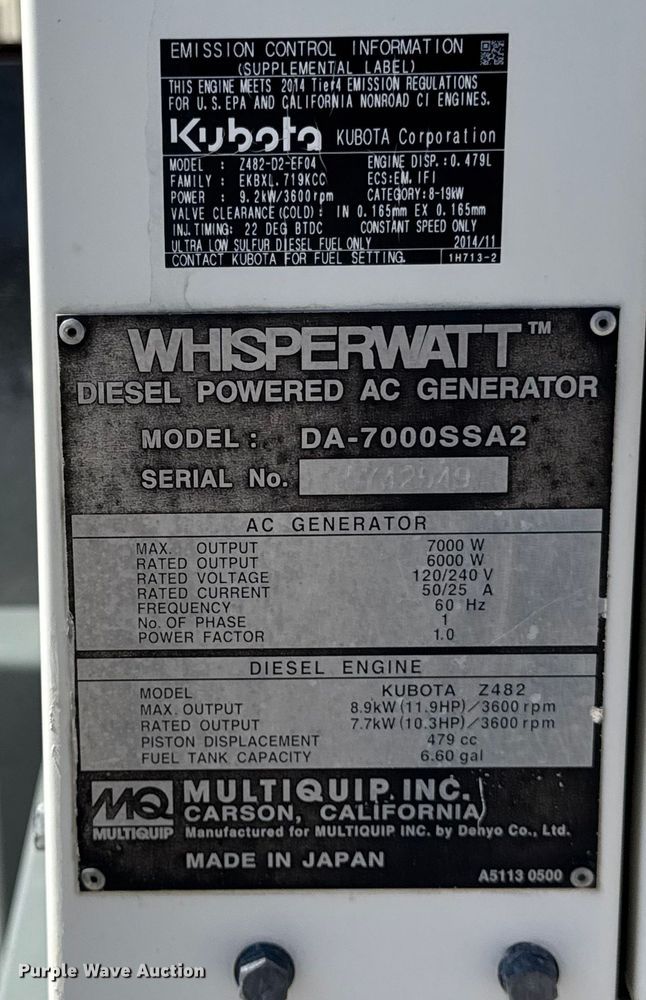 EMISSION CONTROL INFORMATION
(SUPPLEMENTAL LABEL)
THIS ENGINE MEETS 2014 Tier4 EMISSION REGULATIONS
FOR U.S.EPA AND CALIFORNIA NONROAD CI ENGINES.
Kubota KUBOTA Corporation
MODEL : Z482-D2-EF04 ENGINE DISP.: 0.479L
FAMILY : EKBXL.719KCC ECS:EM, IFI
POWER : 9.2kW/3600rpm CATEGORY:8-19kW
VALVE CLEARANCE(COLD): IN 0.165mm EX 0.165mm
INJ.TIMING: 22 DEG BTDC CONSTANT SPEED ONLY
ULTRA LOW SULFUR DIESEL FUEL ONLY 2014/11
CONTACT KUBOTA FOR FUEL SETTING. 1H713-2
WHISPERWATT™
DIESEL POWERED AC GENERATOR
MODEL: DA-7000SSA2
SERIAL No.
AC GENERATOR
MAX. OUTPUT 7000 W
RATED OUTPUT 6000 W
RATED VOLTAGE 120/240 V
RATED CURRENT 50/25 A
FREQUENCY 60 Hz
No. OF PHASE 1
POWER FACTOR 1.0
DIESEL ENGINE
MODEL KUBOTA Z482
MAX. OUTPUT 8.9kW(11.9HP)/3600rpm
RATED OUTPUT 7.7kW(10.3HP)/3600rpm
PISTON DISPLACEMENT 479 cc
FUEL TANK CAPACITY 6.60 gal
MQ MULTIQUIP INC.
CARSON, CALIFORNIA
MULTIQUIP Manufactured for MULTIQUIP INC. by Denyo Co., Ltd.
MADE IN JAPAN
A5113 0500
Purple Wave Auction